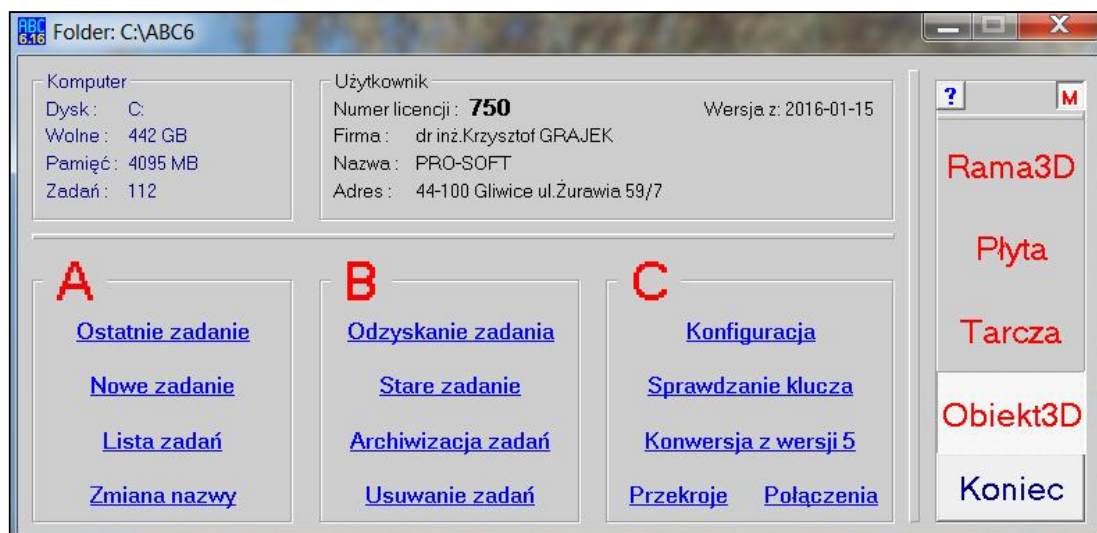 ABC 6.16 Folder: C:\ABC6
Komputer
Dysk: C:
Wolne: 442 GB
Pamięć: 4095 MB
Zadań: 112
Użytkownik
Numer licencji: 750 Wersja z: 2016-01-15
Firma: dr inż.Krzysztof GRAJEK
Nazwa: PRO-SOFT
Adres: 44-100 Gliwice ul.Żurawia 59/7
? M
Rama3D
Płyta
Tarcza
Obiekt3D
Koniec
A
Ostatnie zadanie
Nowe zadanie
Lista zadań
Zmiana nazwy
B
Odzyskanie zadania
Stare zadanie
Archiwizacja zadań
Usuwanie zadań
C
Konfiguracja
Sprawdzanie klucza
Konwersja z wersji 5
Przekroje Połączenia